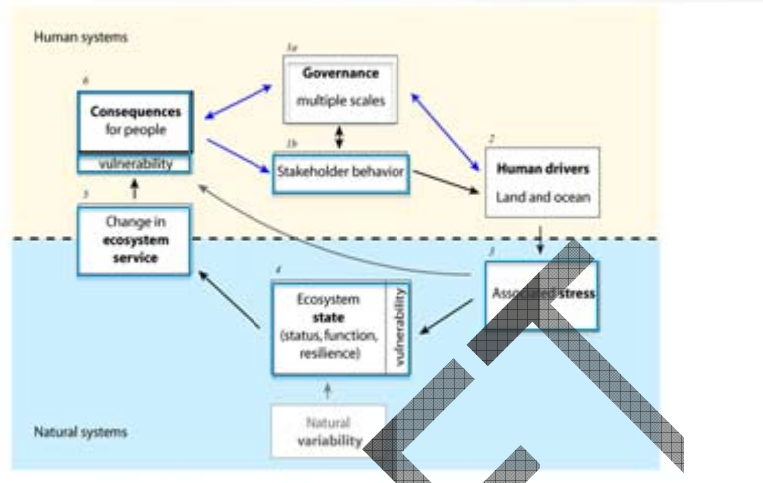 Human systems
1a
Governance
multiple scales
6
Consequences
for people
vulnerability
1b
Stakeholder behavior
2
Human drivers
Land and ocean
5
Change in
ecosystem
service
3
Associated stress
4
Ecosystem
state
(status, function,
resilience)
vulnerability
Natural
variability
Natural systems